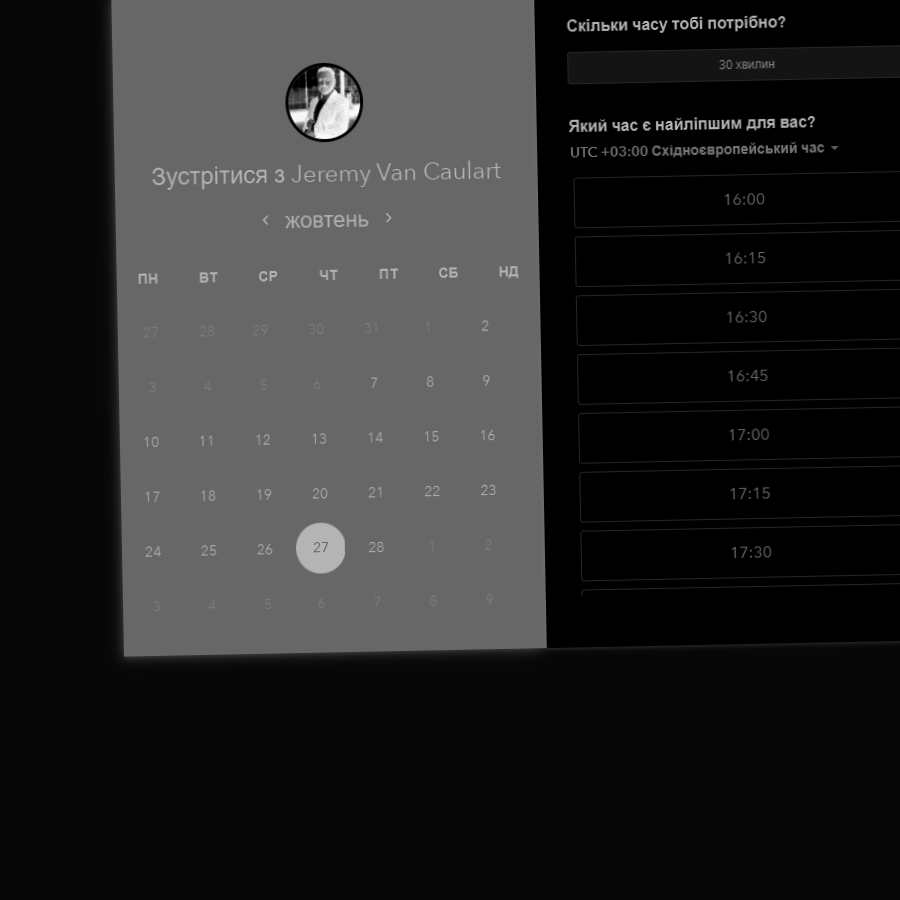 Зустрітися з Jeremy Van Caulart
жовтень
ПН ВТ СР ЧТ ПТ СБ НД
27 28 29 30 31 1 2
3 4 5 6 7 8 9
10 11 12 13 14 15 16
17 18 19 20 21 22 23
24 25 26 27 28 1 2
3 4 5 6 7 8 9
Скільки часу тобі потрібно?
30 хвилин
Який час є найліпшим для вас?
UTC +03:00 Східноєвропейський час
16:00
16:15
16:30
16:45
17:00
17:15
17:30